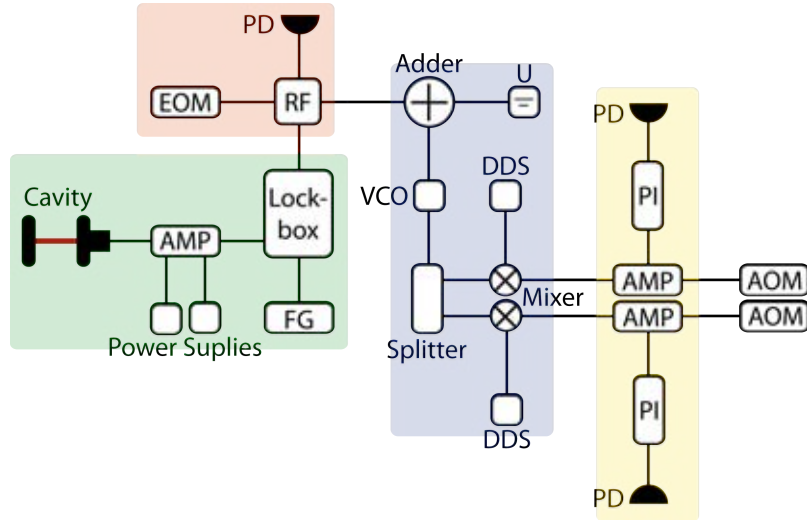 PD
EOM
RF
Adder
U
Cavity
AMP
Lock-
box
FG
Power Suplies
VCO
DDS
Splitter
Mixer
DDS
PD
PI
AMP
AOM
AMP
AOM
PI
PD